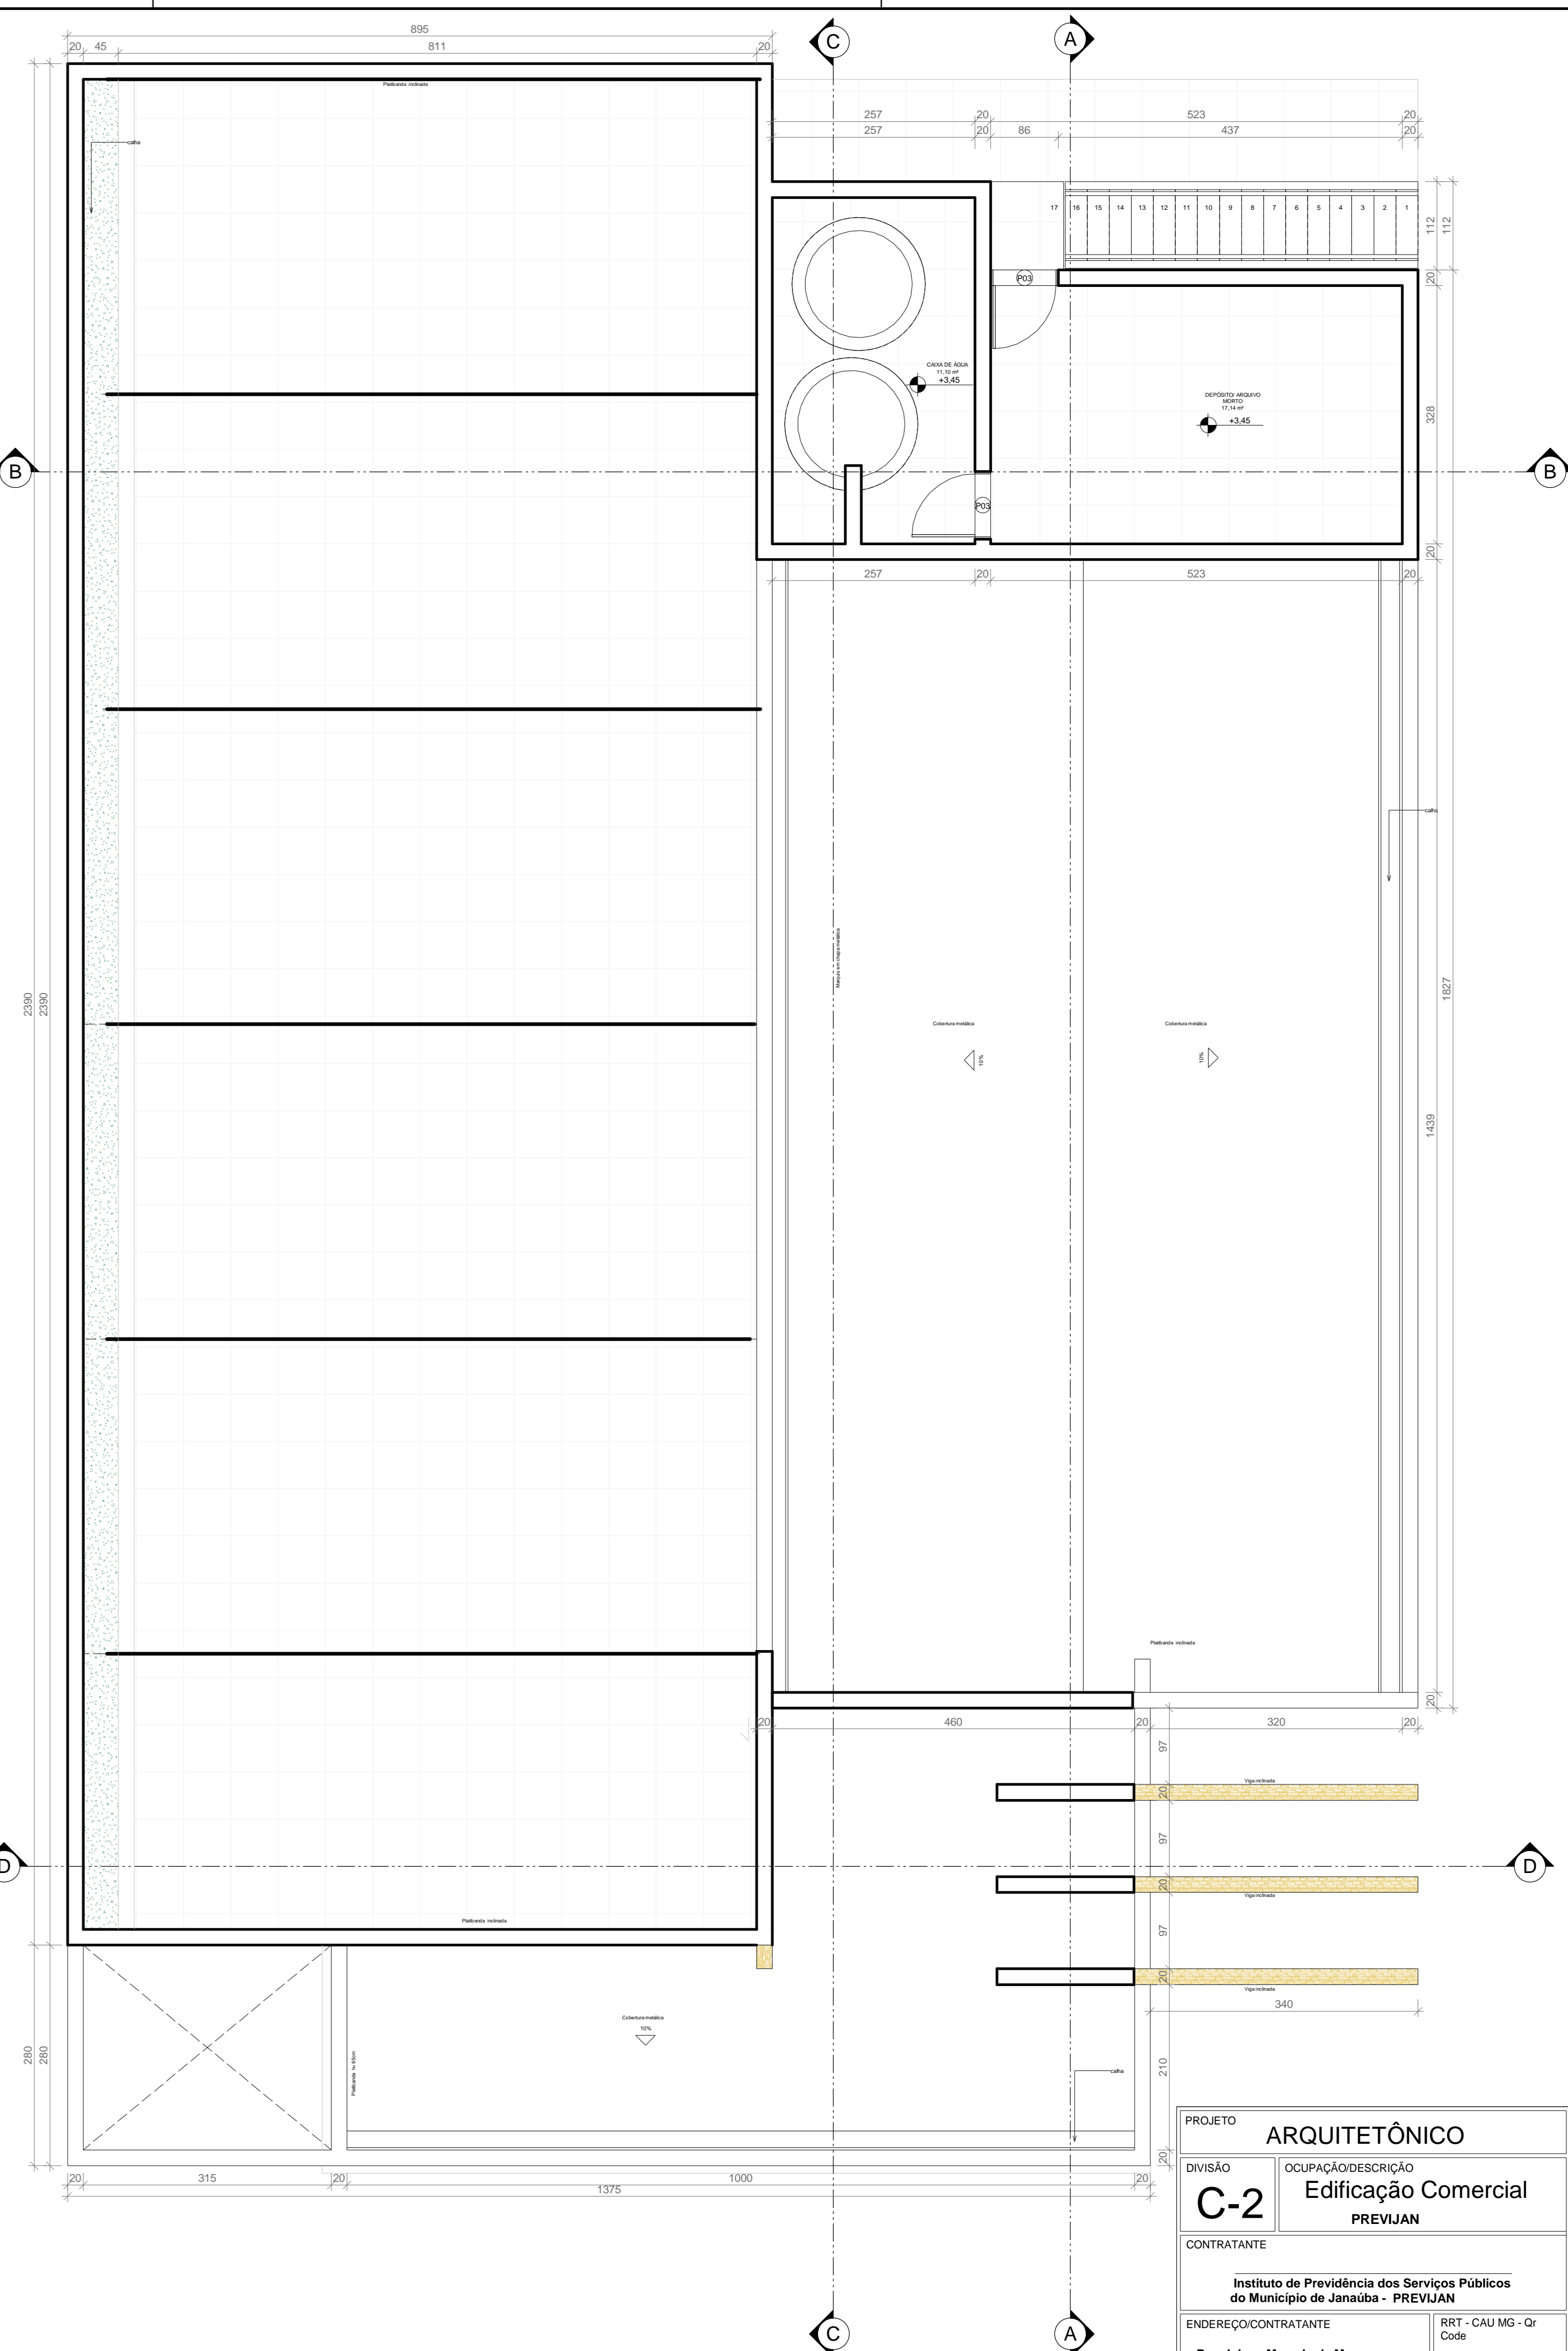 895
20 45 811 20
C
A
Platibanda inclinada
257 20 523 20
257 20 86 437 20
calha
17 16 15 14 13 12 11 10 9 8 7 6 5 4 3 2 1
112
112
P03
20
CAIXA DE ÁGUA
11,10 m²
+3,45
DEPÓSITO/ ARQUIVO
MORTO
17,14 m²
+3,45
328
B
B
P03
20
257 20 523 20
calha
Marquis em chapa metálica
2390
2390
1827
Cobertura metálica
Cobertura metálica
10%
10%
1439
Platibanda inclinada
20
20 460 20 320 20
97
Viga inclinada
20
97
D
D
20
Viga inclinada
Platibanda inclinada
97
20
Viga inclinada
340
Cobertura metálica
10%
280
280
Platibanda h= 65cm
calha
210
20
20 315 20 1000 20
1375
PROJETO
ARQUITETÔNICO
DIVISÃO
C-2
OCUPAÇÃO/DESCRIÇÃO
Edificação Comercial
PREVIJAN
CONTRATANTE
Instituto de Previdência dos Serviços Públicos
do Município de Janaúba - PREVIJAN
ENDEREÇO/CONTRATANTE
RRT - CAU MG - Qr
Code
C
A